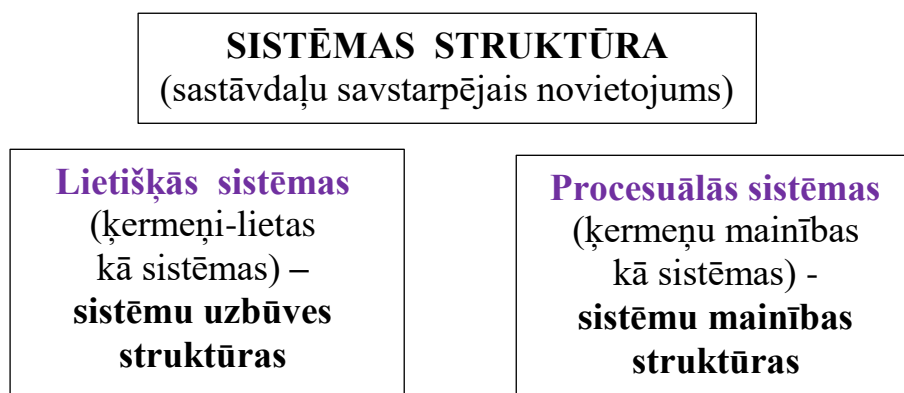 SISTĒMAS STRUKTŪRA
(sastāvdaļu savstarpējais novietojums)
Lietišķās sistēmas
(ķermeņi-lietas
kā sistēmas) –
sistēmu uzbūves
struktūras
Procesuālās sistēmas
(ķermeņu mainības
kā sistēmas) -
sistēmu mainības
struktūras